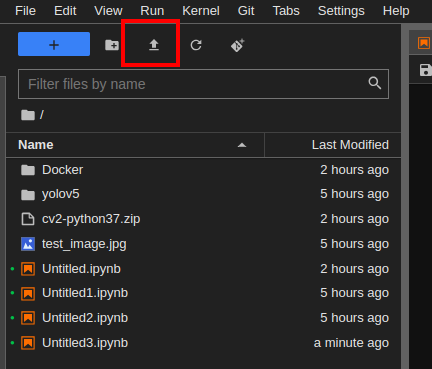 File Edit View Run Kernel Git Tabs Settings Help
+
Filter files by name
/
Name Last Modified
Docker 2 hours ago
yolov5 5 hours ago
cv2-python37.zip 2 hours ago
test_image.jpg 5 hours ago
Untitled.ipynb 2 hours ago
Untitled1.ipynb 5 hours ago
Untitled2.ipynb 5 hours ago
Untitled3.ipynb a minute ago